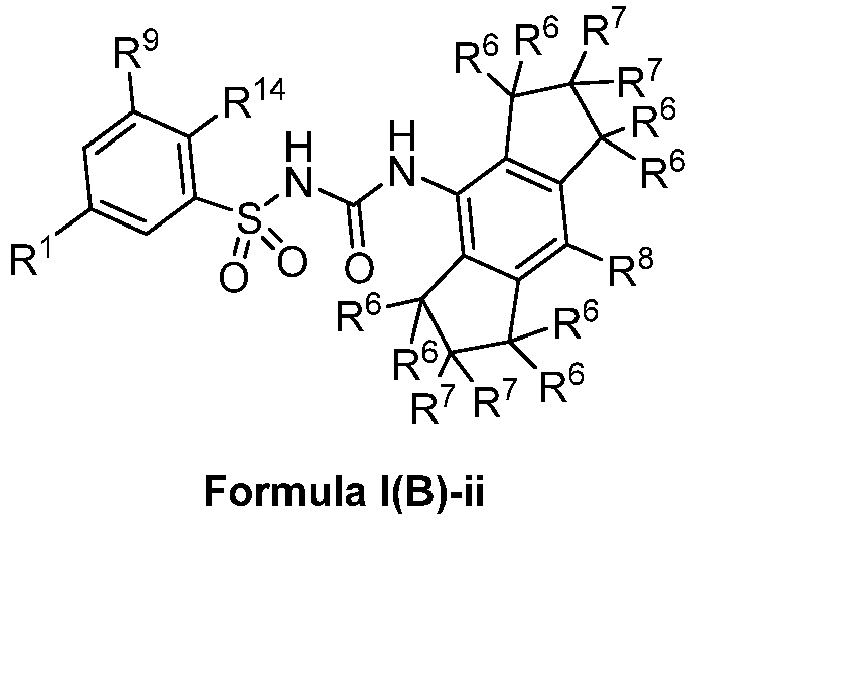 R⁹ R¹⁴ R¹
H N S O O
H N O
R⁶ R⁶ R⁷ R⁷ R⁶ R⁶
R⁸
R⁶ R⁶ R⁷ R⁷ R⁶ R⁶
Formula I(B)-ii